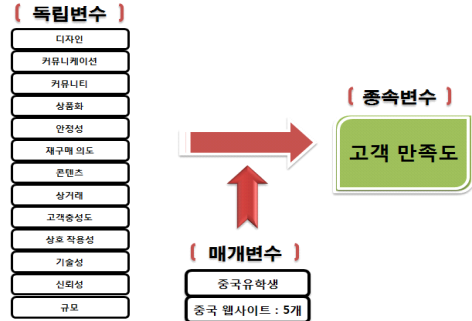 [ 독립변수 ]
디자인
커뮤니케이션
커뮤니티
상품화
안정성
재구매 의도
콘텐츠
상거래
고객충성도
상호 작용성
기술성
신뢰성
규모
[ 종속변수 ]
고객 만족도
[ 매개변수 ]
중국유학생
중국 웹사이트 : 5개